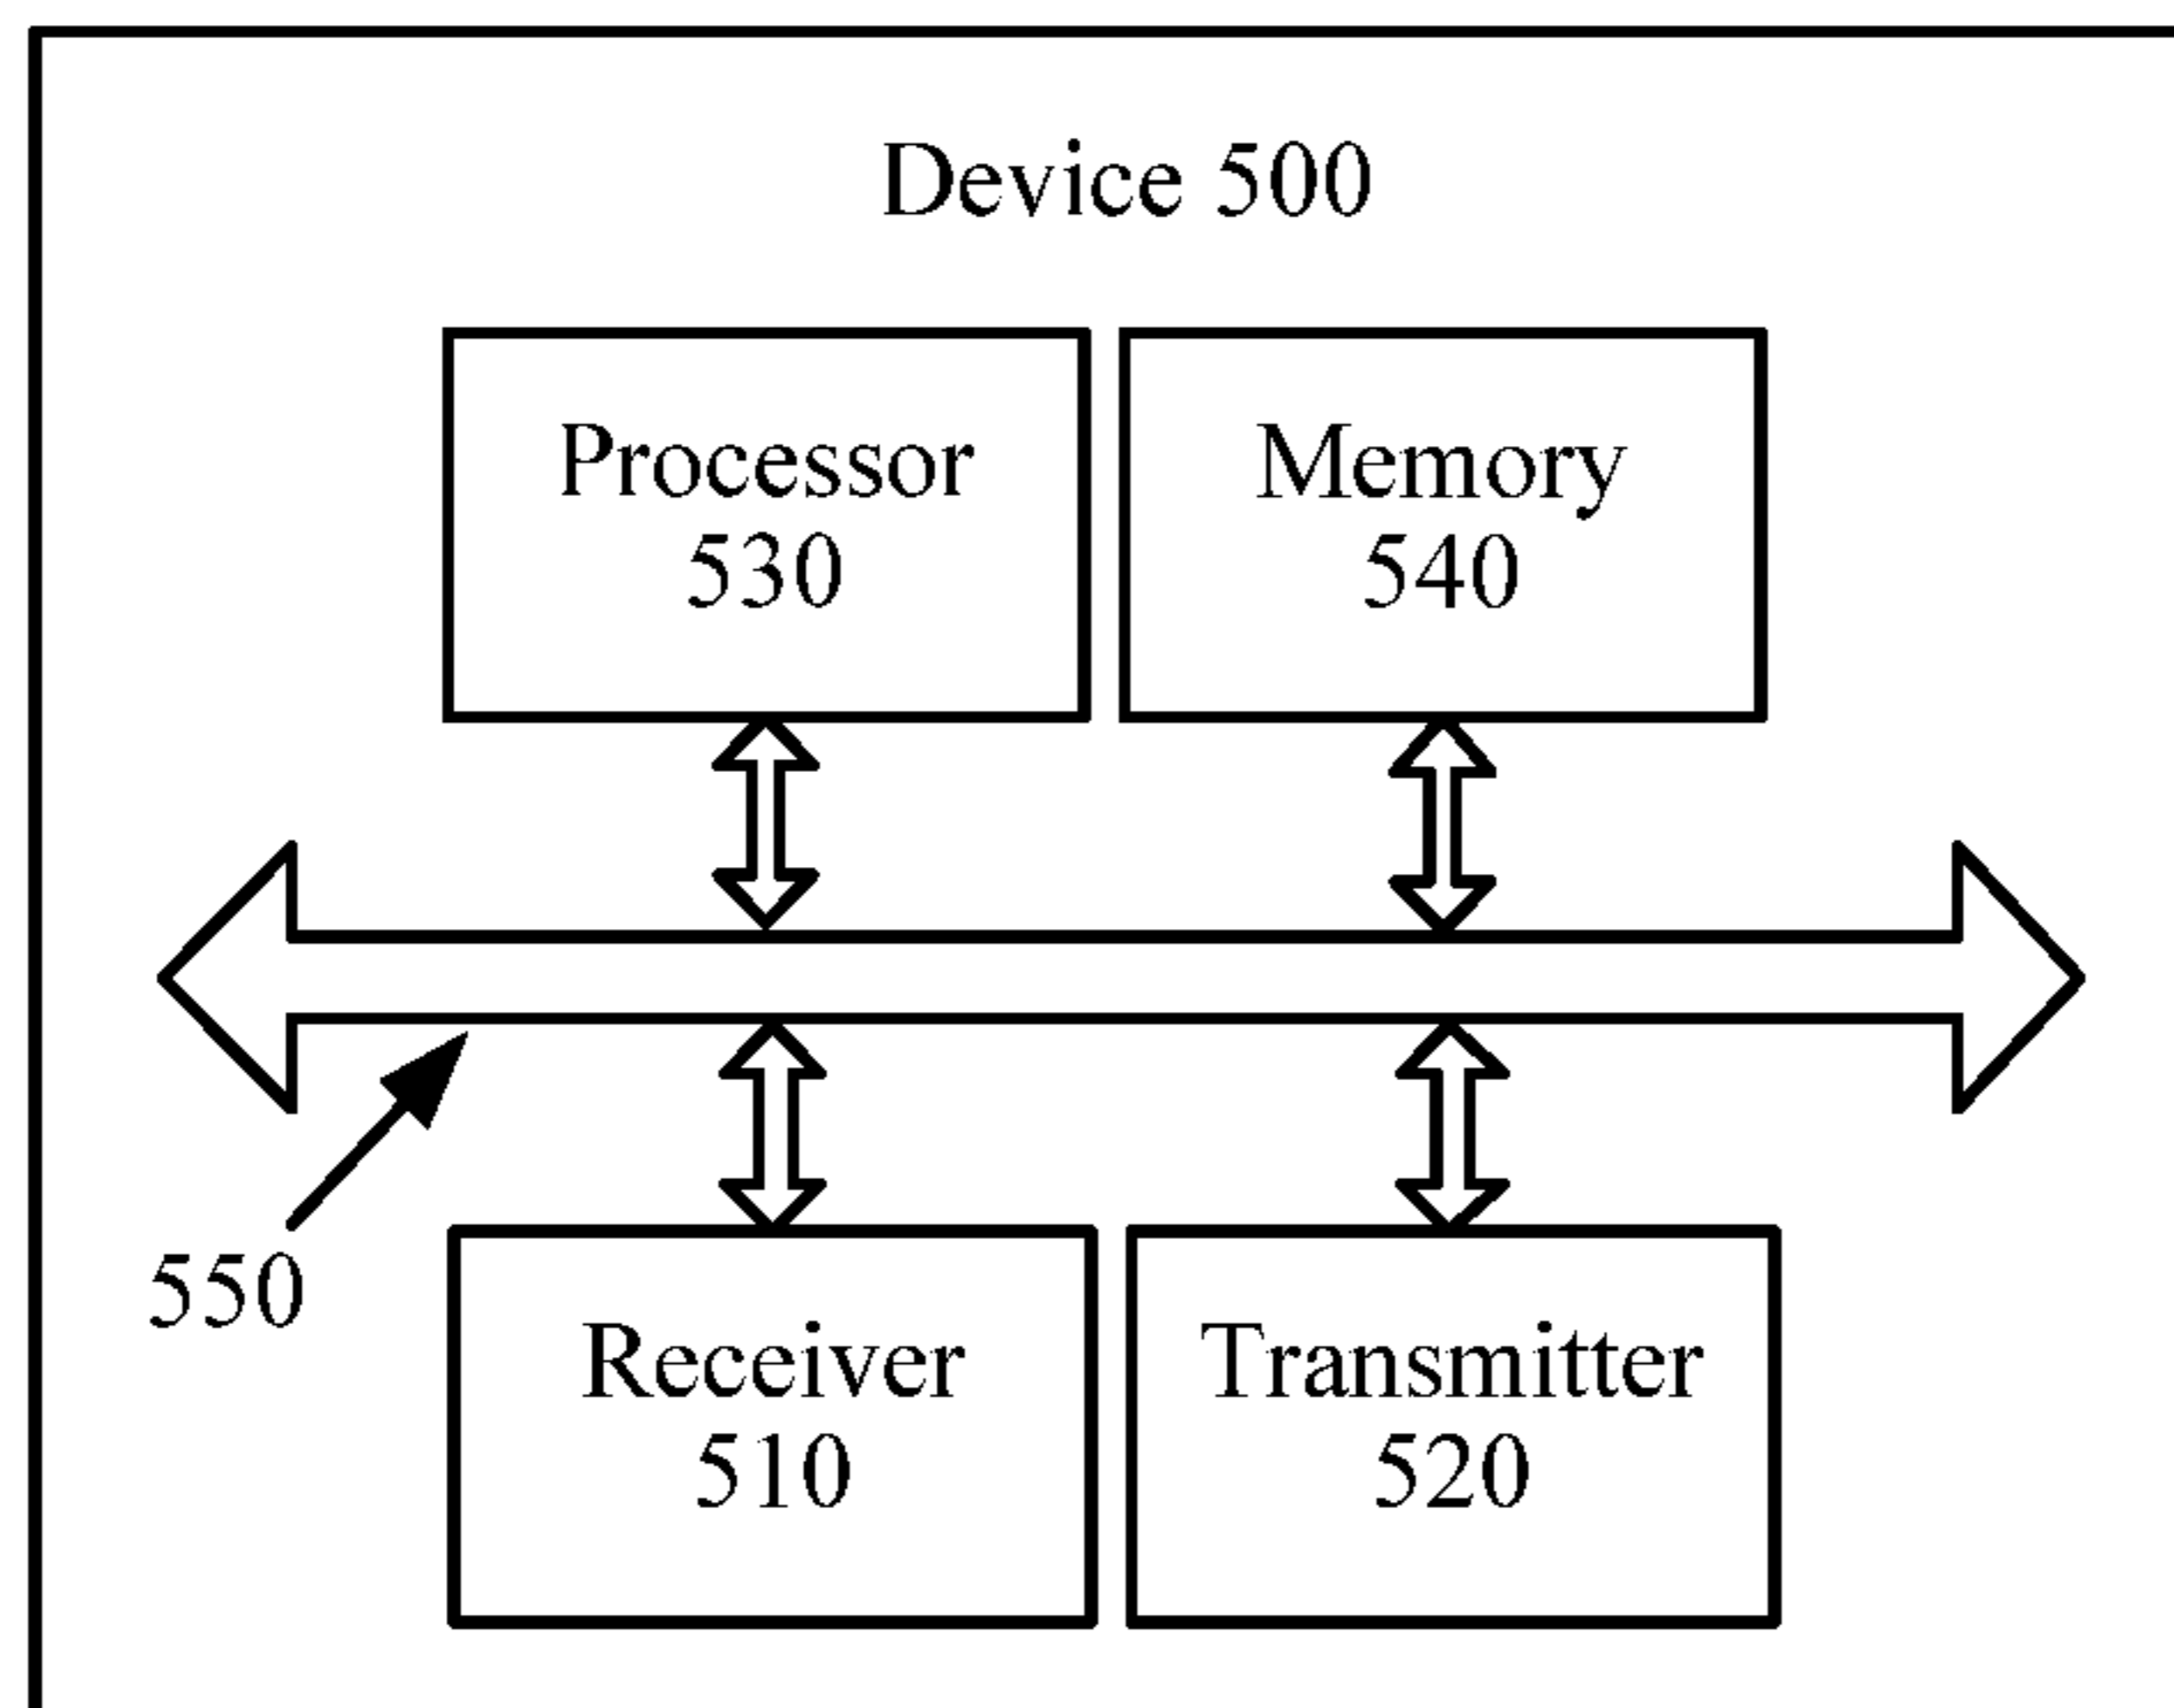 Device 500
Processor
530
Memory
540
550
Receiver
510
Transmitter
520